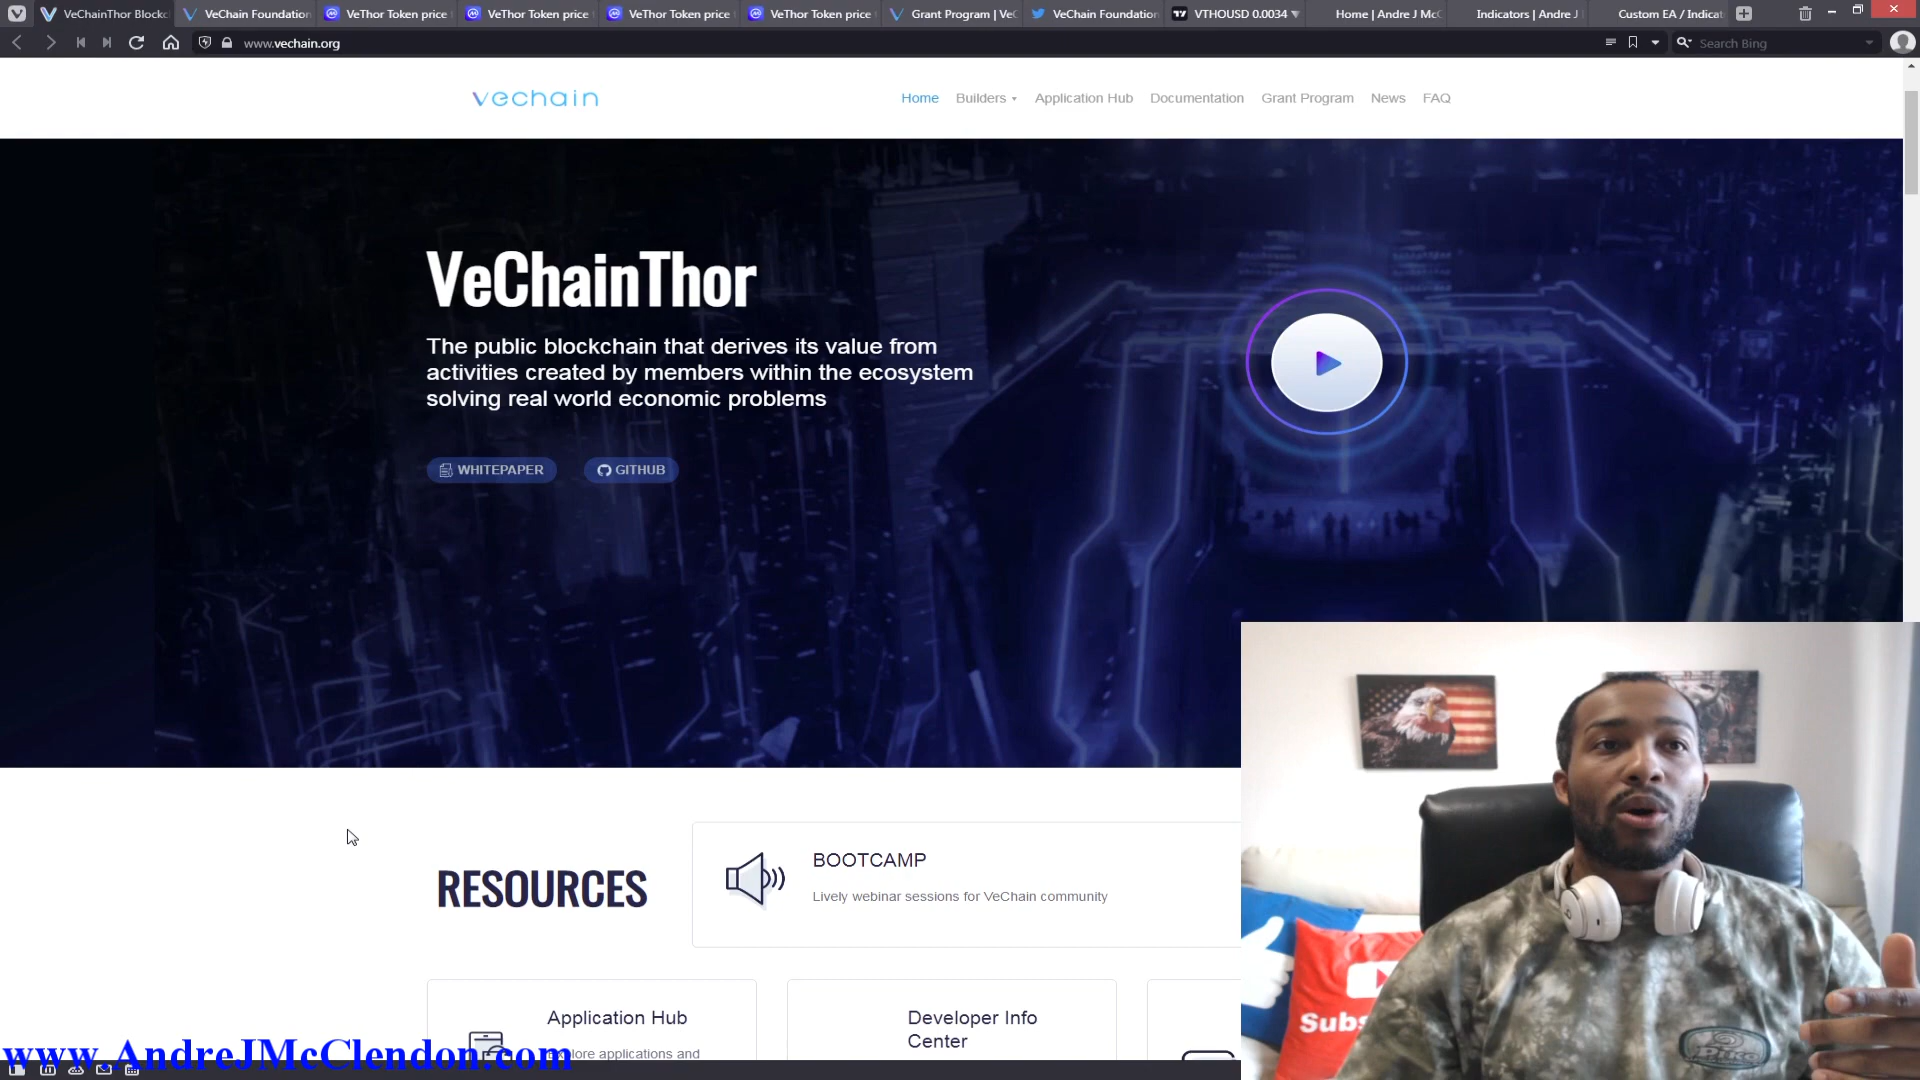 VeChainThor Blockc
VeChain Foundation
VeThor Token price
VeThor Token price
VeThor Token price
VeThor Token price
Grant Program | VeC
VeChain Foundation
VTHOUSD 0.0034
Home | Andre J McC
Indicators | Andre J
Custom EA / Indicat
www.vechain.org
Search Bing
vechain
Home
Builders
Application Hub
Documentation
Grant Program
News
FAQ
VeChainThor
The public blockchain that derives its value from
activities created by members within the ecosystem
solving real world economic problems
WHITEPAPER
GITHUB
RESOURCES
BOOTCAMP
Lively webinar sessions for VeChain community
Application Hub
Explore applications and
Developer Info
Center
Subs
www.AndreJMcClendon.com